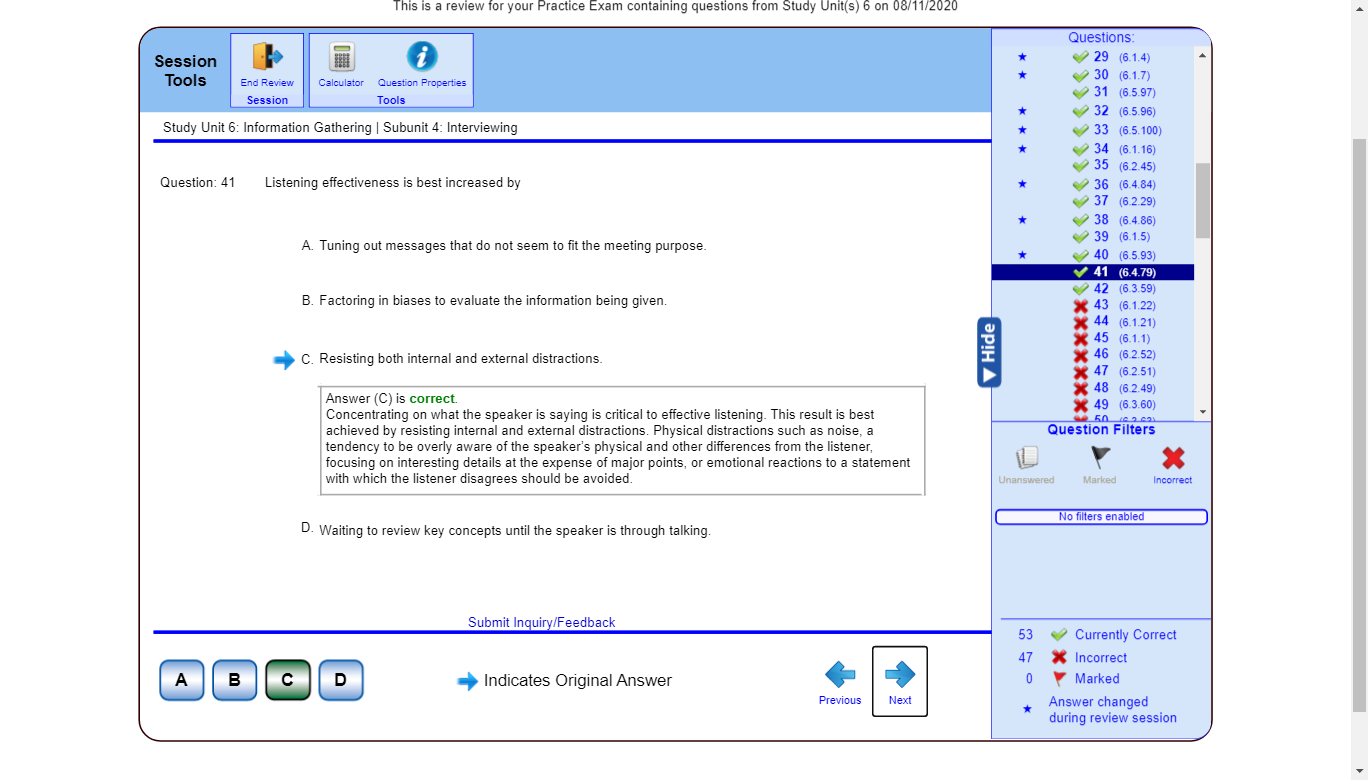 This is a review for your Practice Exam containing questions from Study Unit(s) 6 on 08/11/2020
Session
Tools
End Review
Session
Calculator
Question Properties
Tools
Study Unit 6: Information Gathering | Subunit 4: Interviewing
Question: 41 Listening effectiveness is best increased by
A. Tuning out messages that do not seem to fit the meeting purpose.
B. Factoring in biases to evaluate the information being given.
C. Resisting both internal and external distractions.
Answer (C) is correct.
Concentrating on what the speaker is saying is critical to effective listening. This result is best
achieved by resisting internal and external distractions. Physical distractions such as noise, a
tendency to be overly aware of the speaker's physical and other differences from the listener,
focusing on interesting details at the expense of major points, or emotional reactions to a statement
with which the listener disagrees should be avoided.
D. Waiting to review key concepts until the speaker is through talking.
Submit Inquiry/Feedback
A B C D
Indicates Original Answer
Previous
Next
Hide
Questions:
29 (6.1.4)
30 (6.1.7)
31 (6.5.97)
32 (6.5.96)
33 (6.5.100)
34 (6.1.16)
35 (6.2.45)
36 (6.4.84)
37 (6.2.29)
38 (6.4.86)
39 (6.1.5)
40 (6.5.93)
41 (6.4.79)
42 (6.3.59)
43 (6.1.22)
44 (6.1.21)
45 (6.1.1)
46 (6.2.52)
47 (6.2.51)
48 (6.2.49)
49 (6.3.60)
50
Question Filters
Unanswered
Marked
Incorrect
No filters enabled
53 Currently Correct
47 Incorrect
0 Marked
Answer changed
during review session